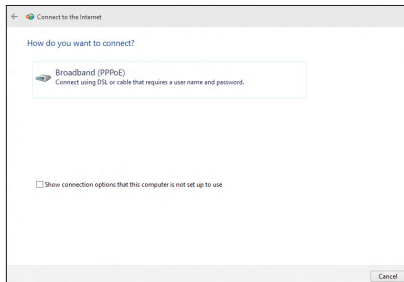 Connect to the Internet
How do you want to connect?
Broadband (PPPoE)
Connect using DSL or cable that requires a user name and password.
Show connection options that this computer is not set up to use
Cancel